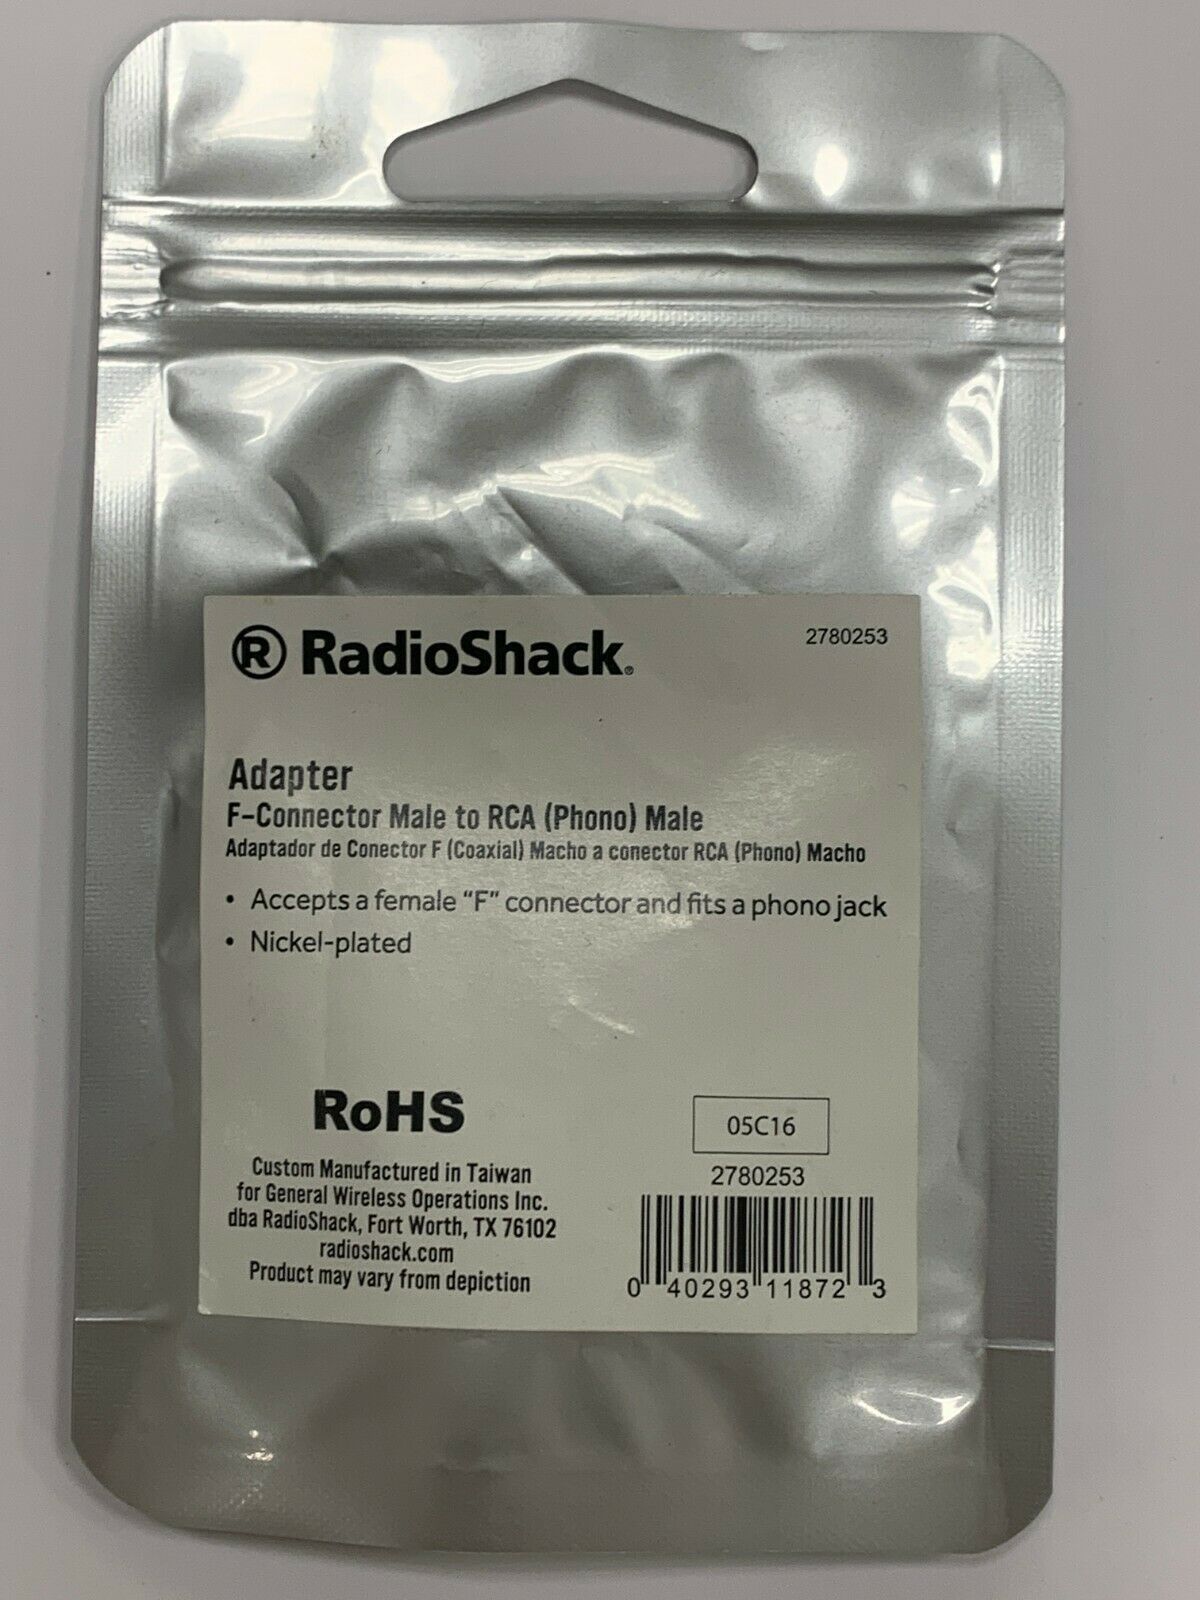 ® RadioShack®
2780253
Adapter
F-Connector Male to RCA (Phono) Male
Adaptador de Conector F (Coaxial) Macho a conector RCA (Phono) Macho
• Accepts a female “F” connector and fits a phono jack
• Nickel-plated
RoHS
Custom Manufactured in Taiwan
for General Wireless Operations Inc.
dba RadioShack, Fort Worth, TX 76102
radioshack.com
Product may vary from depiction
05C16
2780253
0 40293 11872 3